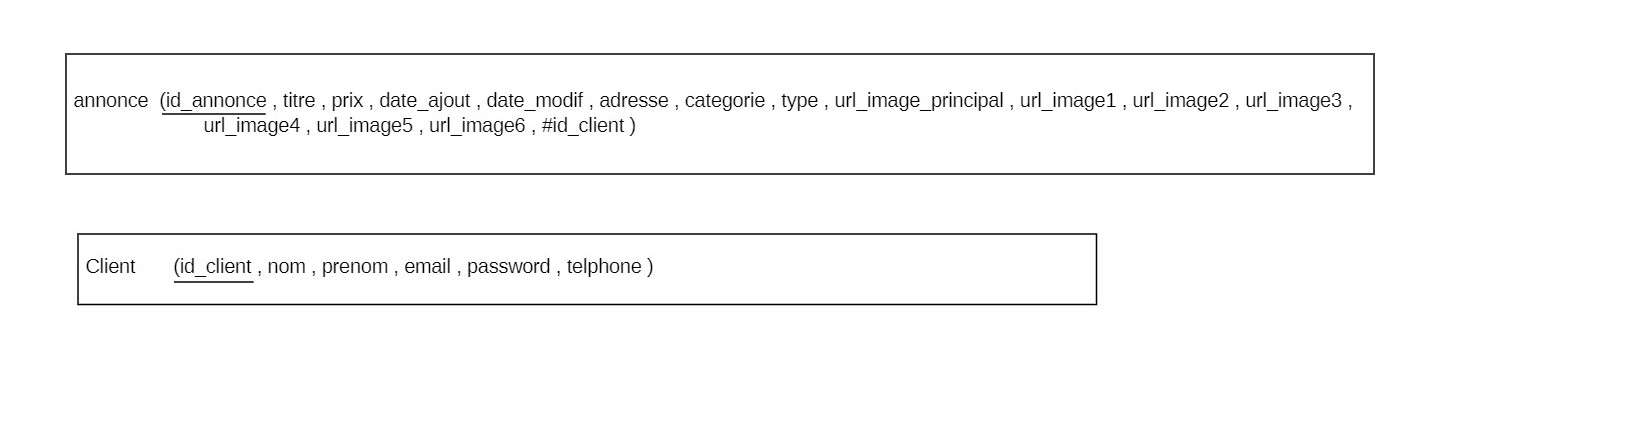 annonce (id_annonce , titre , prix , date_ajout , date_modif , adresse , categorie , type , url_image_principal , url_image1 , url_image2 , url_image3 ,
url_image4 , url_image5 , url_image6 , #id_client )
Client (id_client , nom , prenom , email , password , telphone )